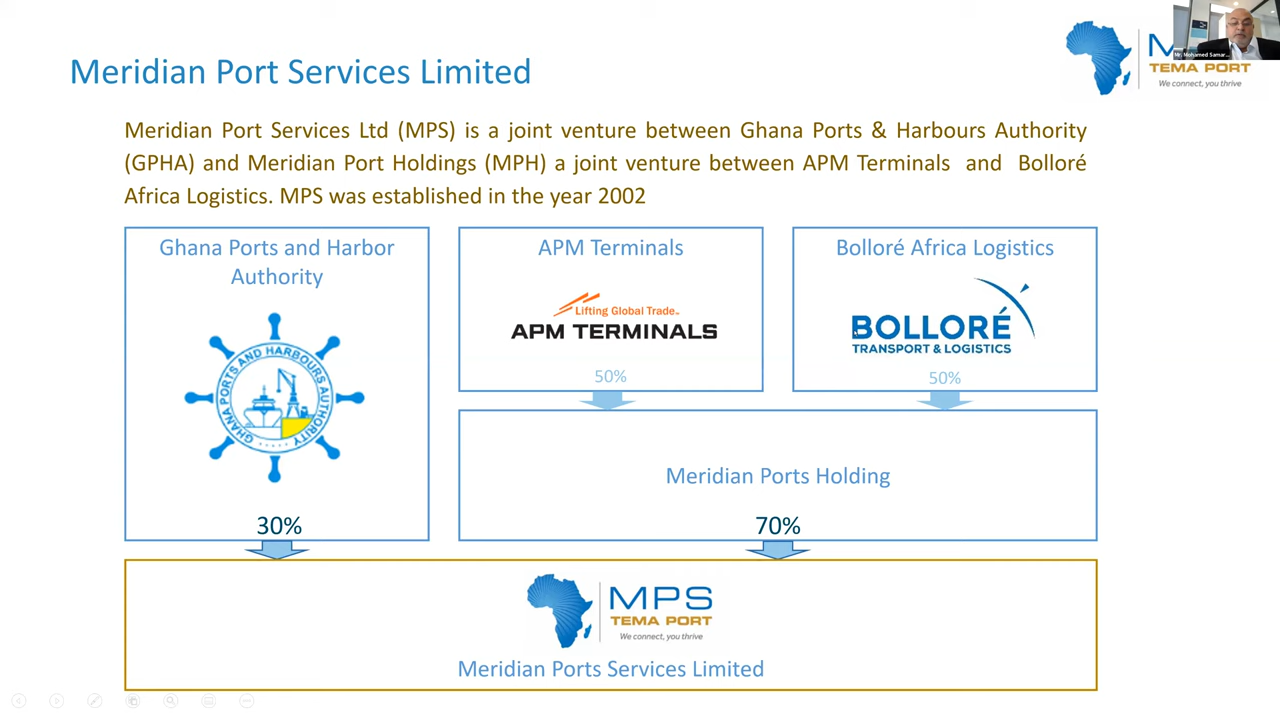 Meridian Port Services Limited
TEMA PORT
We connect, you thrive
Mr. Mohamed Samar...
Meridian Port Services Ltd (MPS) is a joint venture between Ghana Ports & Harbours Authority
(GPHA) and Meridian Port Holdings (MPH) a joint venture between APM Terminals and Bolloré
Africa Logistics. MPS was established in the year 2002
Ghana Ports and Harbor
Authority
GHANA PORTS AND HARBOURS AUTHORITY
30%
APM Terminals
Lifting Global Trade™
APM TERMINALS
50%
Bolloré Africa Logistics
BOLLORÉ
TRANSPORT & LOGISTICS
50%
Meridian Ports Holding
70%
MPS
TEMA PORT
We connect, you thrive
Meridian Ports Services Limited